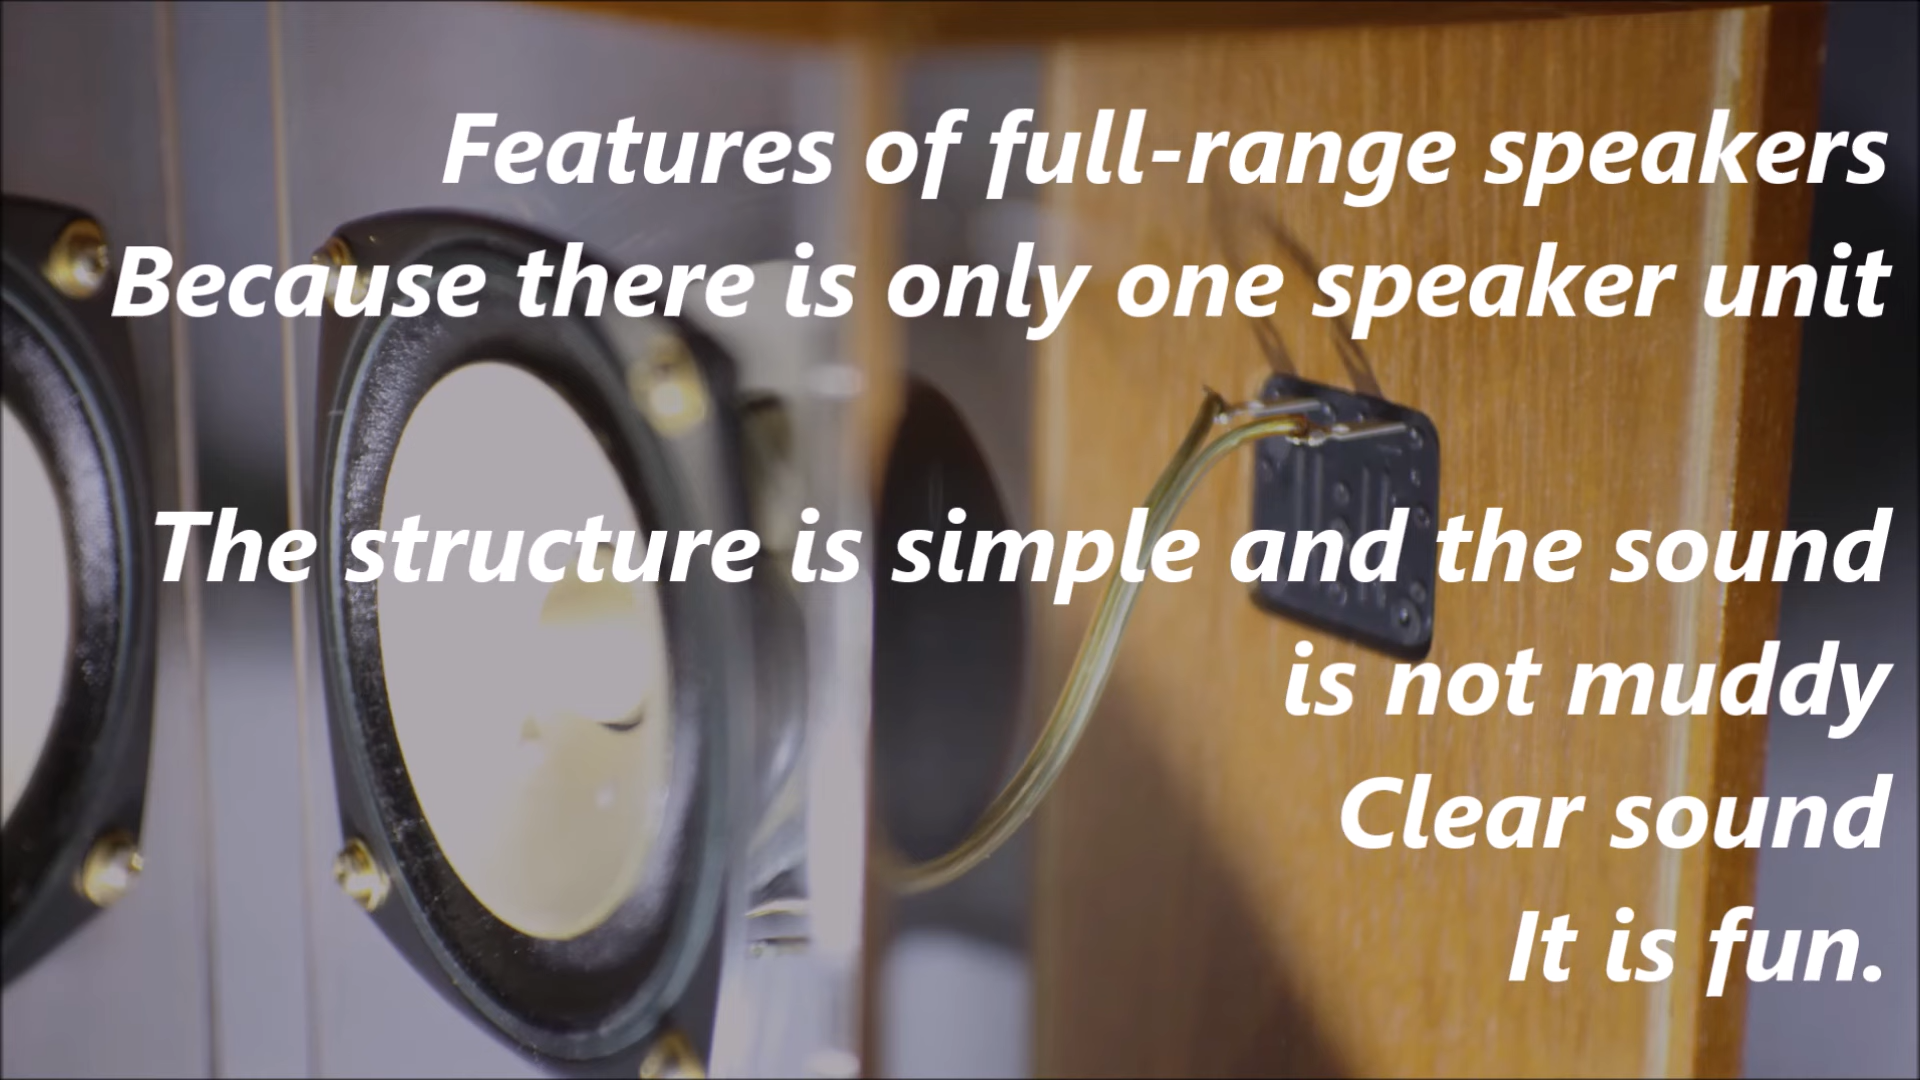 Features of full-range speakers
Because there is only one speaker unit
The structure is simple and the sound
is not muddy
Clear sound
It is fun.